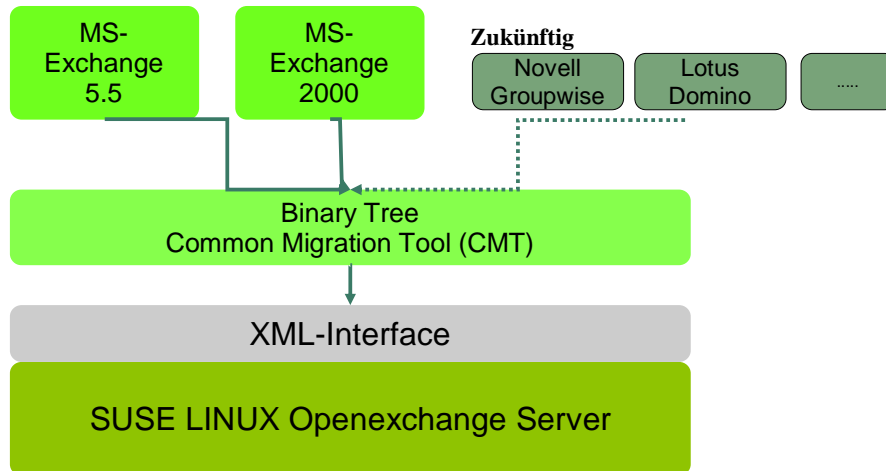 MS-
Exchange
5.5
MS-
Exchange
2000
Zukünftig
Novell
Groupwise
Lotus
Domino
.....
Binary Tree
Common Migration Tool (CMT)
XML-Interface
SUSE LINUX Openexchange Server